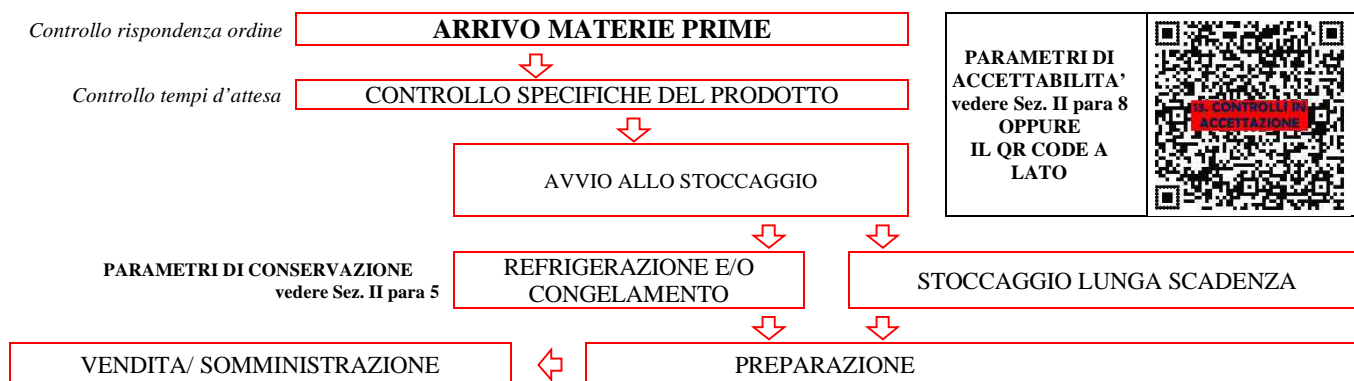 Controllo rispondenza ordine
ARRIVO MATERIE PRIME
Controllo tempi d'attesa
CONTROLLO SPECIFICHE DEL PRODOTTO
AVVIO ALLO STOCCAGGIO
PARAMETRI DI
ACCETTABILITA'
vedere Sez. II para 8
OPPURE
IL QR CODE A
LATO
13. CONTROLLI IN
ACCETTAZIONE
PARAMETRI DI CONSERVAZIONE
vedere Sez. II para 5
REFRIGERAZIONE E/O
CONGELAMENTO
STOCCAGGIO LUNGA SCADENZA
VENDITA/ SOMMINISTRAZIONE
PREPARAZIONE